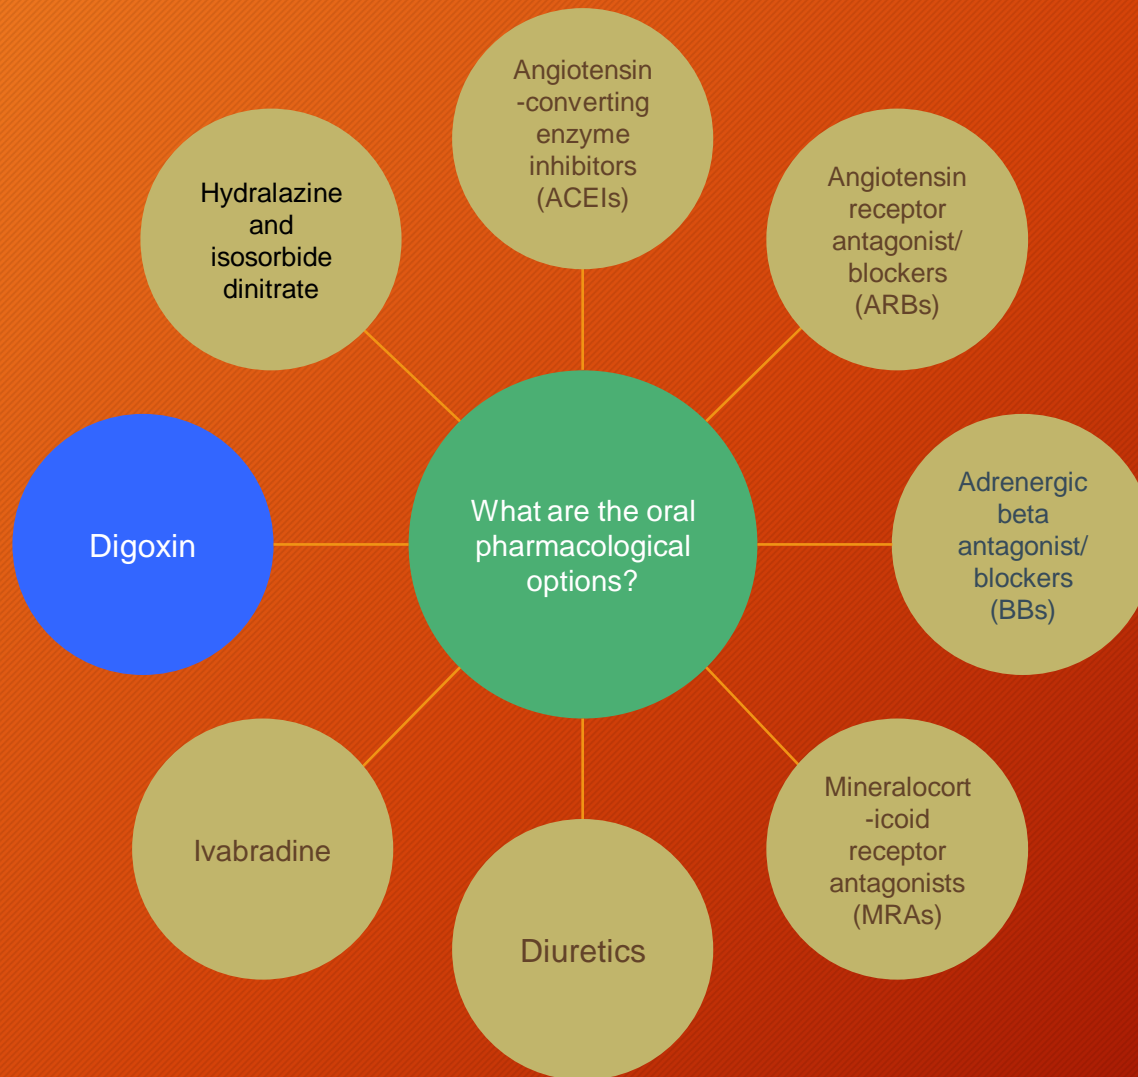 What are the oral
pharmacological
options?
Angiotensin
-converting
enzyme
inhibitors
(ACEIs)
Angiotensin
receptor
antagonist/
blockers
(ARBs)
Adrenergic
beta
antagonist/
blockers
(BBs)
Mineralocort
-icoid
receptor
antagonists
(MRAs)
Diuretics
Ivabradine
Digoxin
Hydralazine
and
isosorbide
dinitrate